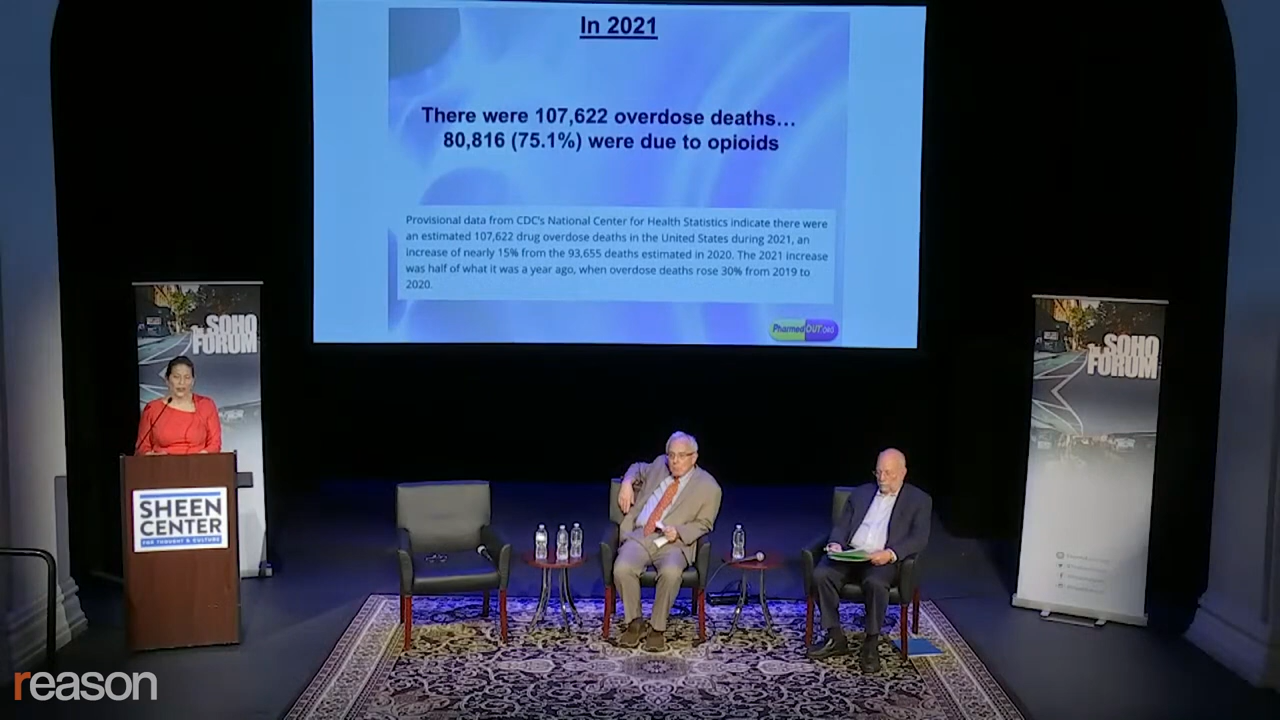 In 2021
There were 107,622 overdose deaths…
80,816 (75.1%) were due to opioids
Provisional data from CDC's National Center for Health Statistics indicate there were
an estimated 107,622 drug overdose deaths in the United States during 2021, an
increase of nearly 15% from the 93,655 deaths estimated in 2020. The 2021 increase
was half of what it was a year ago, when overdose deaths rose 30% from 2019 to
2020.
PharmedOUT.org
SOHO
FORUM
SOHO
FORUM
SHEEN
CENTER
FOR THOUGHT & CULTURE
reason